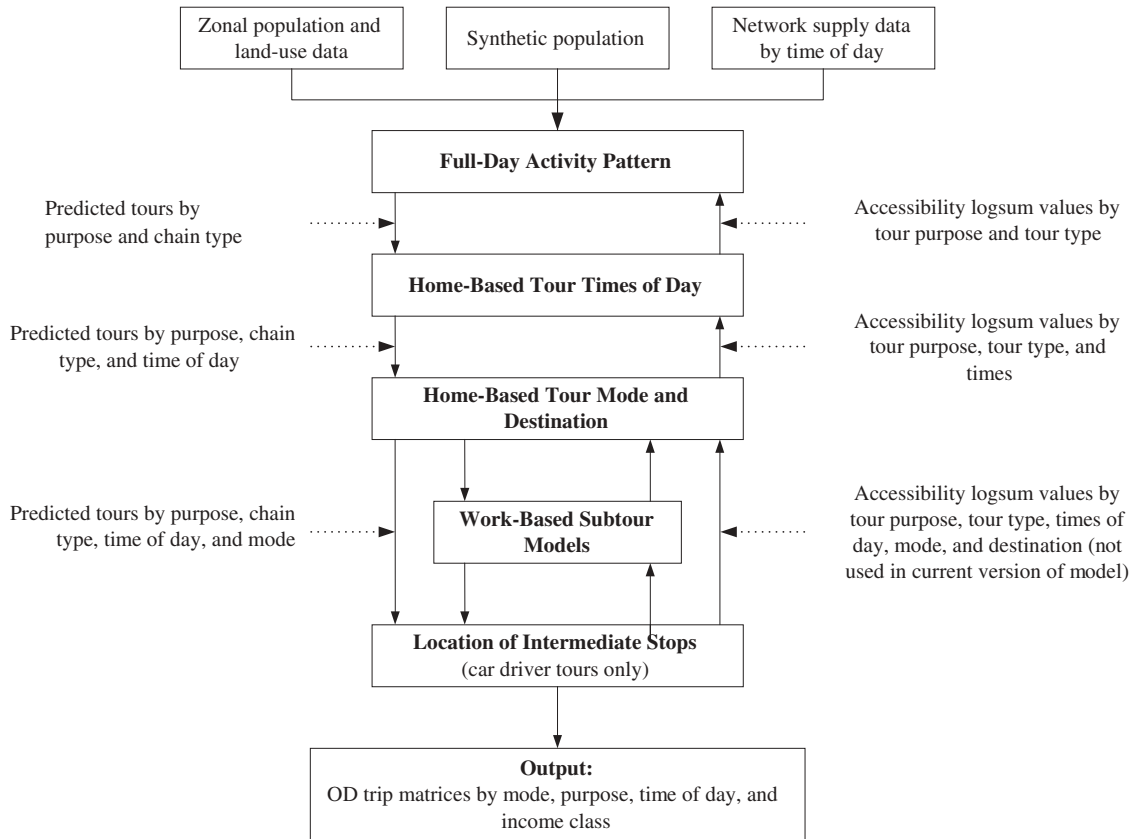 Zonal population and
land-use data
Synthetic population
Network supply data
by time of day
Full-Day Activity Pattern
Predicted tours by
purpose and chain type
Accessibility logsum values by
tour purpose and tour type
Home-Based Tour Times of Day
Predicted tours by purpose, chain
type, and time of day
Accessibility logsum values by
tour purpose, tour type, and
times
Home-Based Tour Mode and
Destination
Predicted tours by purpose, chain
type, time of day, and mode
Work-Based Subtour
Models
Accessibility logsum values by
tour purpose, tour type, times of
day, mode, and destination (not
used in current version of model)
Location of Intermediate Stops
(car driver tours only)
Output:
OD trip matrices by mode, purpose, time of day, and
income class